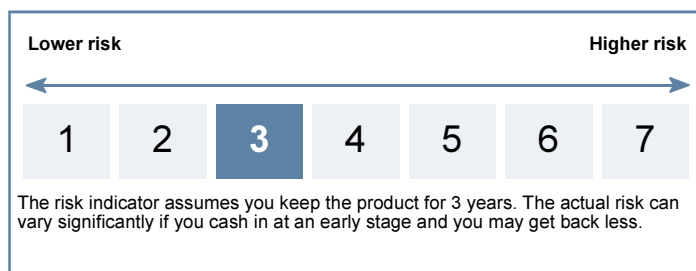 Lower risk Higher risk
1 2 3 4 5 6 7
The risk indicator assumes you keep the product for 3 years. The actual risk can
vary significantly if you cash in at an early stage and you may get back less.